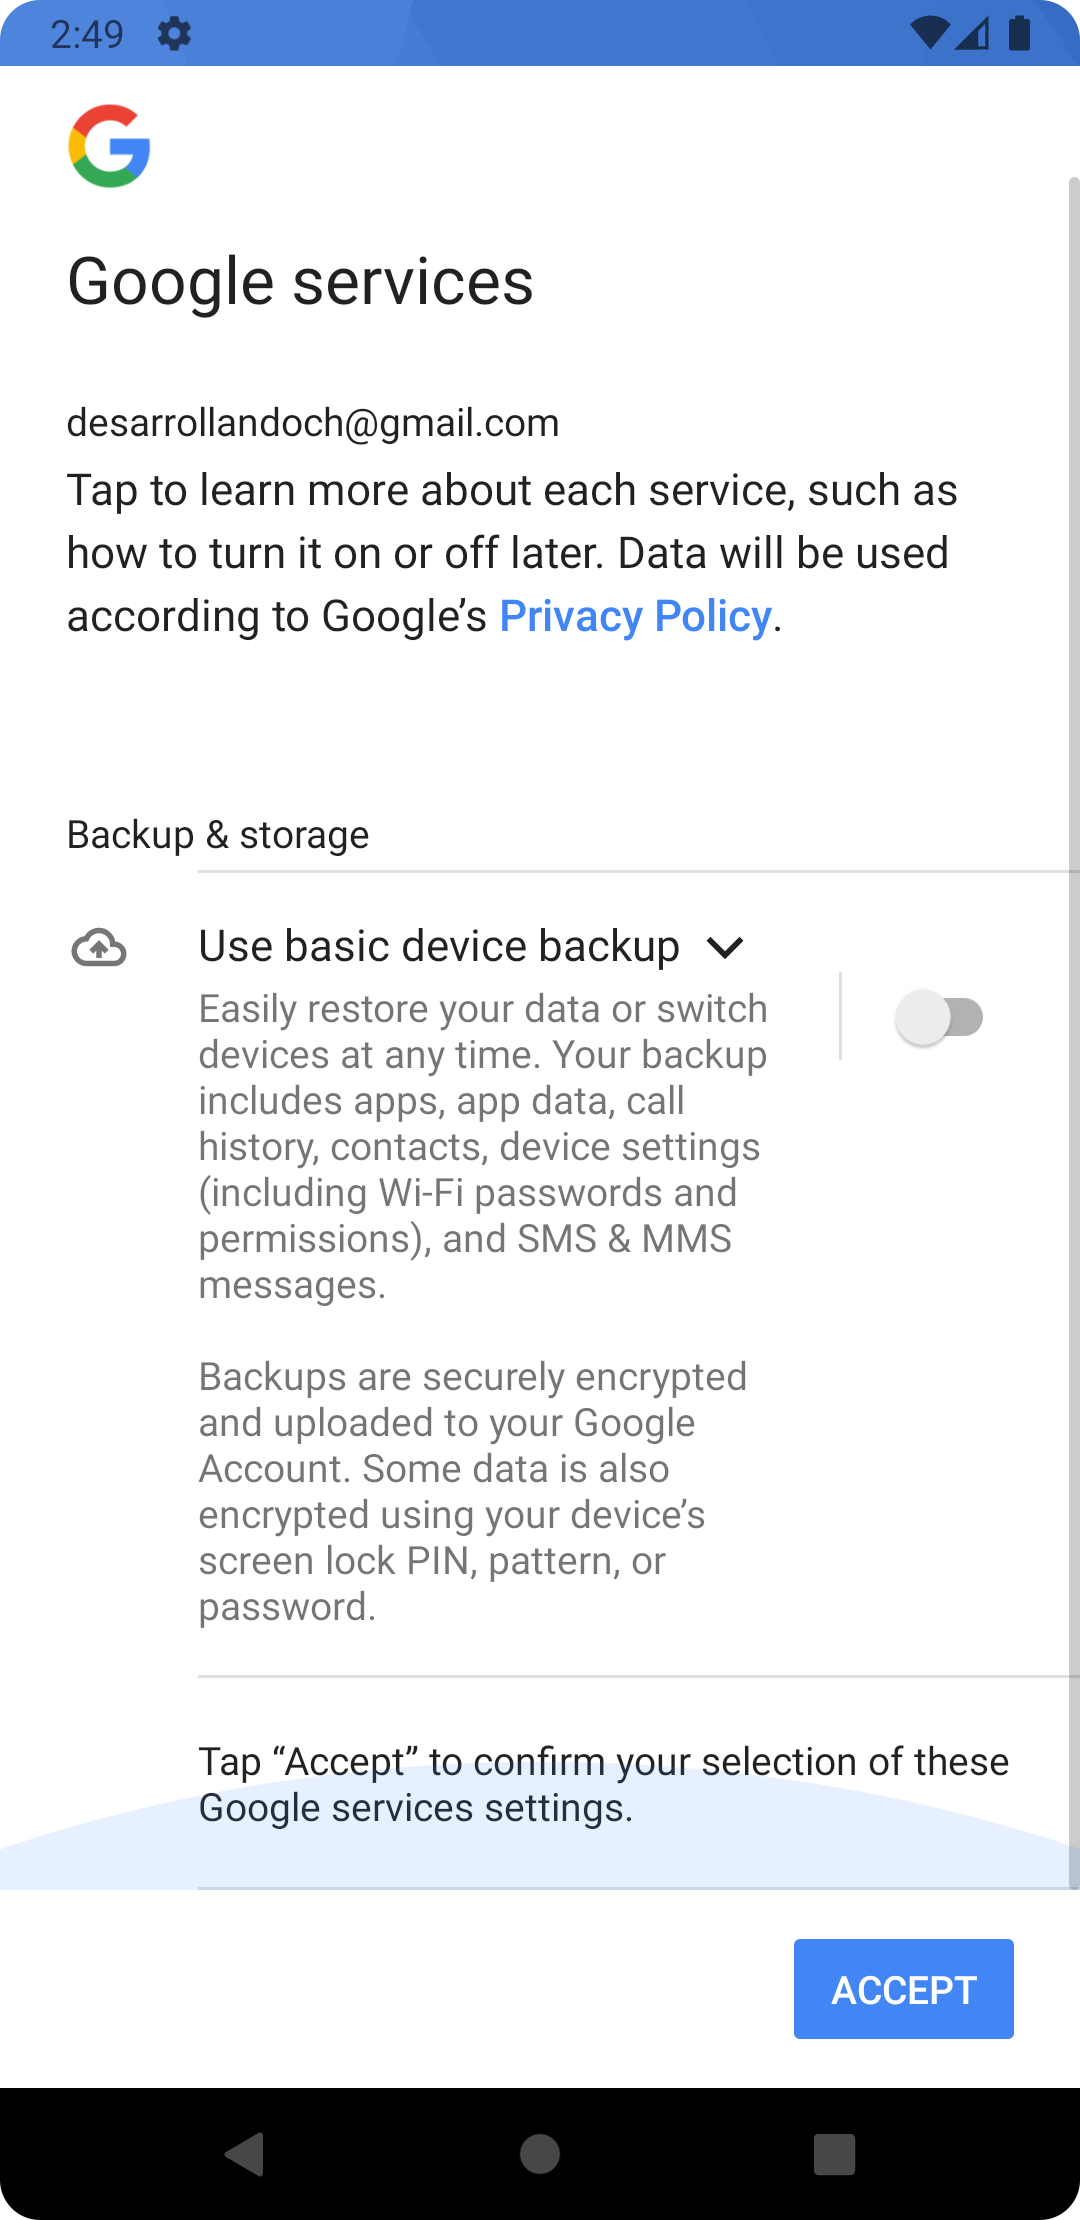 2:49
Google services
desarrollandoch@gmail.com
Tap to learn more about each service, such as
how to turn it on or off later. Data will be used
according to Google’s Privacy Policy.
Backup & storage
Use basic device backup
Easily restore your data or switch
devices at any time. Your backup
includes apps, app data, call
history, contacts, device settings
(including Wi-Fi passwords and
permissions), and SMS & MMS
messages.
Backups are securely encrypted
and uploaded to your Google
Account. Some data is also
encrypted using your device’s
screen lock PIN, pattern, or
password.
Tap “Accept” to confirm your selection of these
Google services settings.
ACCEPT